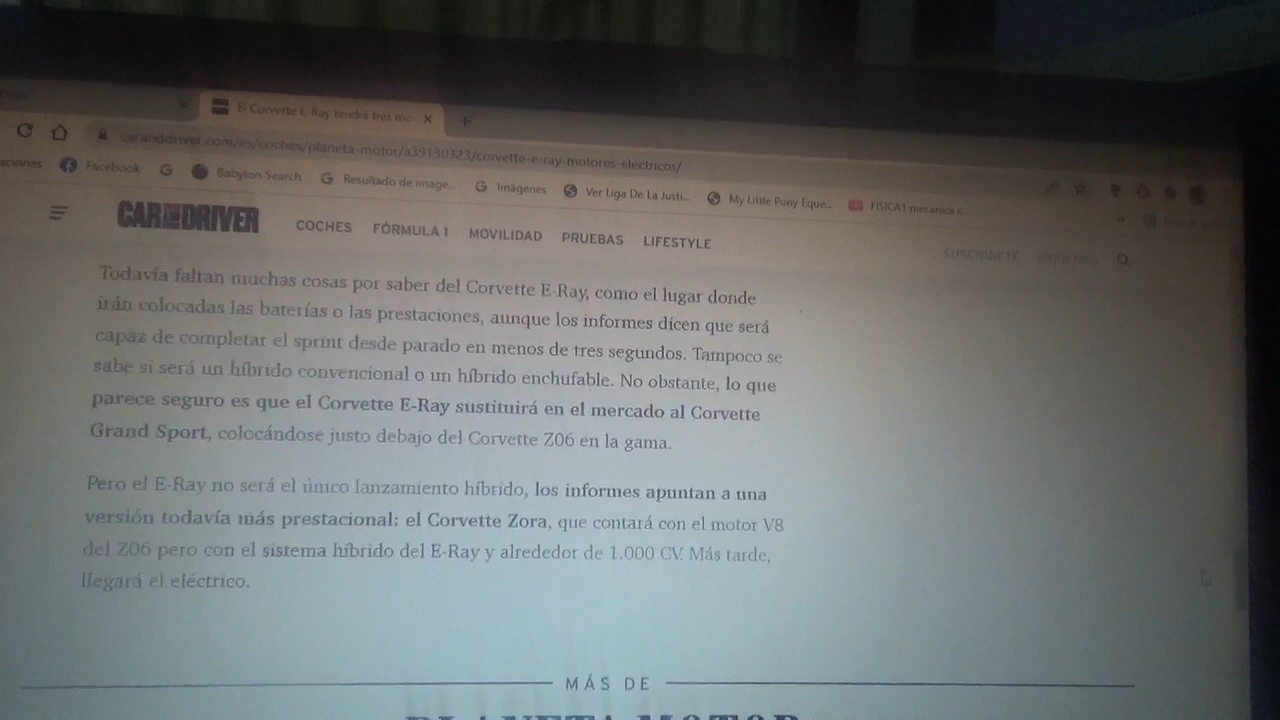 El Corvette E-Ray tendrá tres mo
caranddriver.com/es/coches/planeta-motor/a39130323/corvette-e-ray-motores-electricos/
aciones Facebook Babylon Search Resultado de image... Imágenes Ver Liga De La Justi... My Little Pony Eque... FISICA1 meranica c...
CAR AND DRIVER COCHES FÓRMULA 1 MOVILIDAD PRUEBAS LIFESTYLE SUSCRÍBETE
Todavía faltan muchas cosas por saber del Corvette E-Ray, como el lugar donde
irán colocadas las baterías o las prestaciones, aunque los informes dicen que será
capaz de completar el sprint desde parado en menos de tres segundos. Tampoco se
sabe si será un híbrido convencional o un híbrido enchufable. No obstante, lo que
parece seguro es que el Corvette E-Ray sustituirá en el mercado al Corvette
Grand Sport, colocándose justo debajo del Corvette Z06 en la gama.
Pero el E-Ray no será el único lanzamiento híbrido, los informes apuntan a una
versión todavía más prestacional: el Corvette Zora, que contará con el motor V8
del Z06 pero con el sistema híbrido del E-Ray y alrededor de 1.000 CV. Más tarde,
llegará el eléctrico.
MÁS DE
PLANETA MOTOR